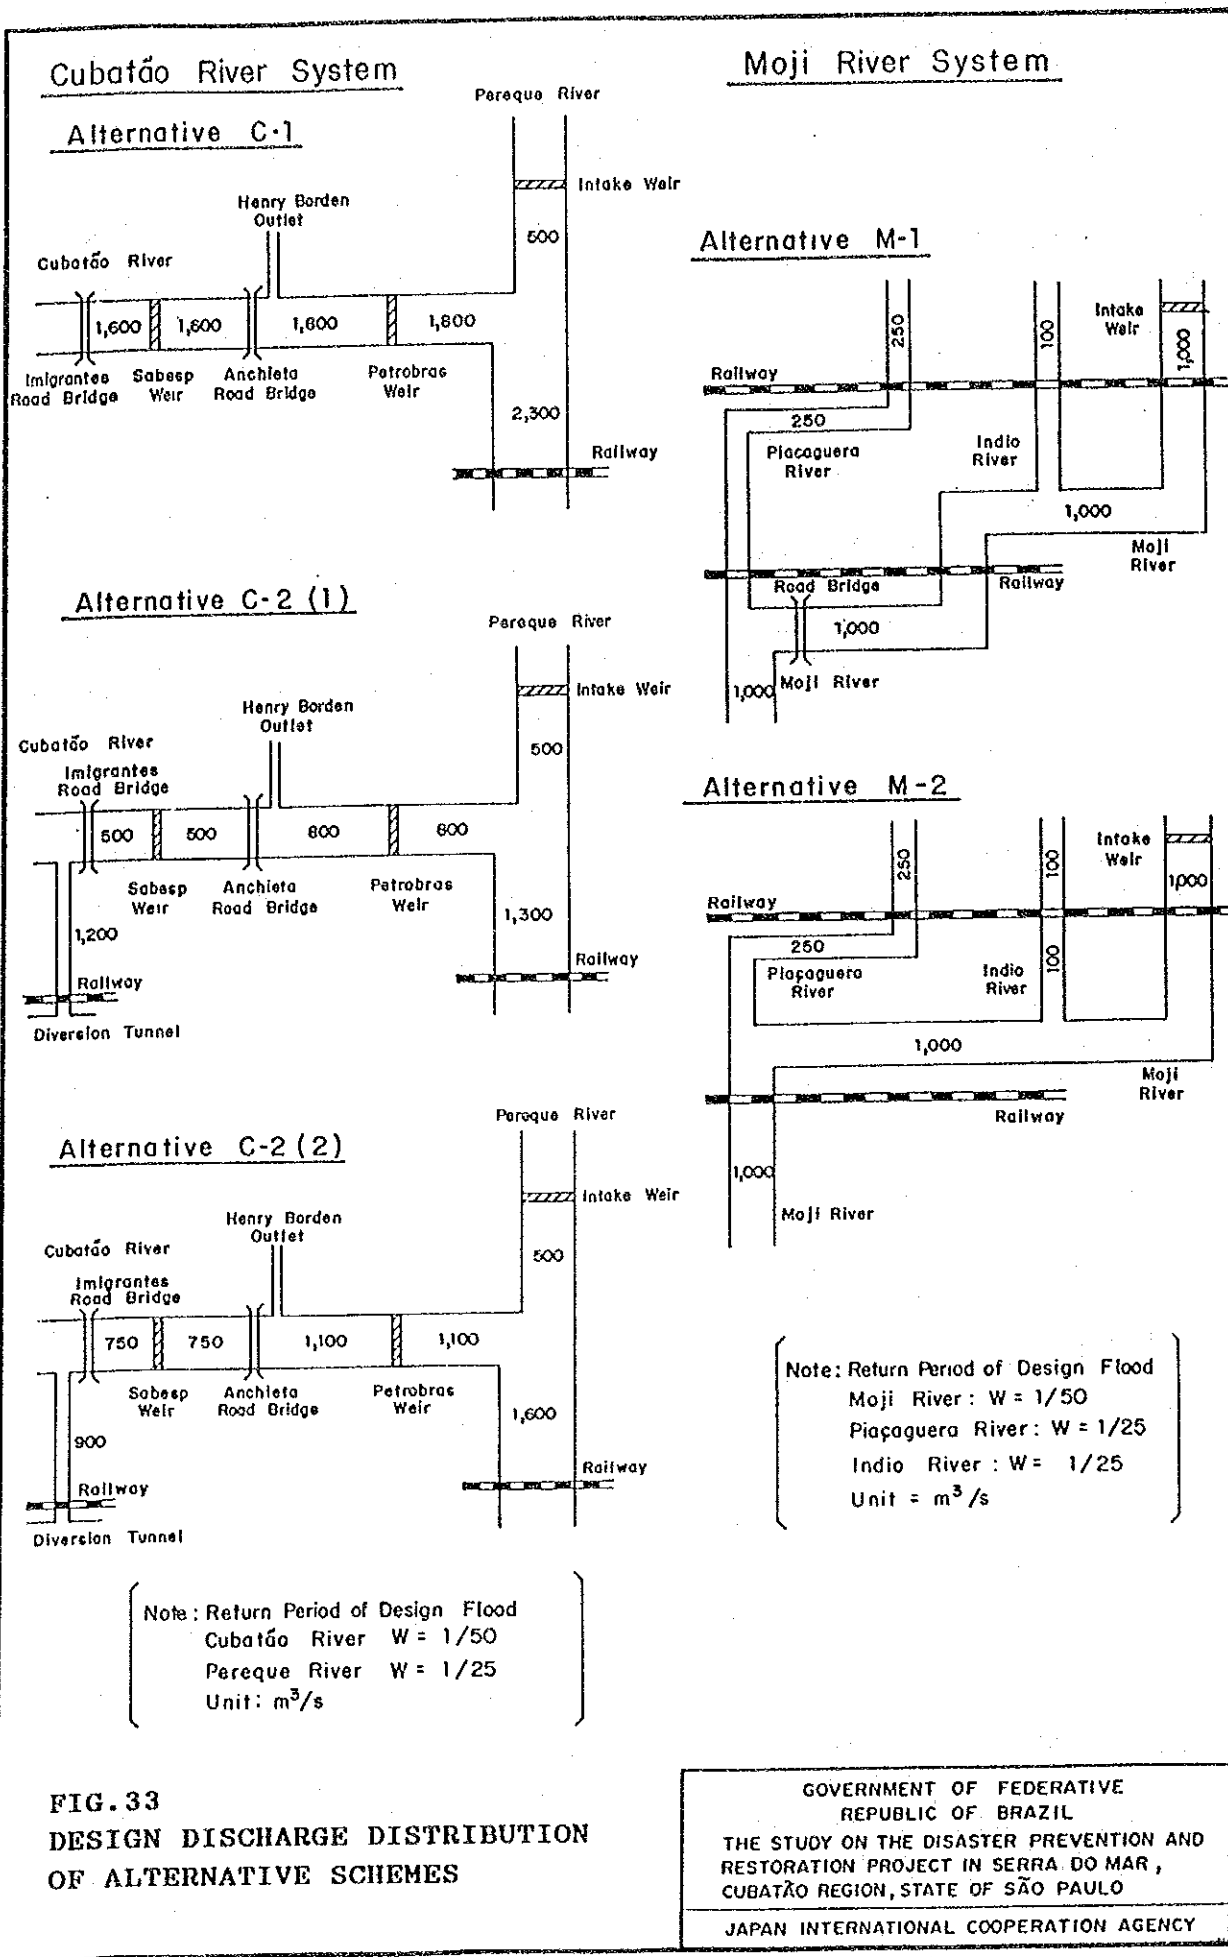 Cubatão River System
Alternative C-1
Pereque River
Intake Weir
500
Henry Borden
Outlet
Cubatão River
1,600
1,600
1,800
1,800
Imigrantes
Road Bridge
Sabesp
Weir
Anchieta
Road Bridge
Petrobras
Weir
2,300
Railway
Alternative C-2 (1)
Pereque River
Intake Weir
500
Henry Borden
Outlet
Cubatão River
Imigrantes
Road Bridge
500
500
800
800
Sabesp
Weir
Anchieta
Road Bridge
Petrobras
Weir
1,300
1,200
Railway
Railway
Diversion Tunnel
Alternative C-2 (2)
Pereque River
Intake Weir
500
Henry Borden
Outlet
Cubatão River
Imigrantes
Road Bridge
750
750
1,100
1,100
Sabesp
Weir
Anchieta
Road Bridge
Petrobras
Weir
1,600
900
Railway
Railway
Diversion Tunnel
Note: Return Period of Design Flood
Cubatão River W = 1/50
Pereque River W = 1/25
Unit: m³/s
Moji River System
Alternative M-1
250
100
Intake
Weir
1,000
Railway
250
Piaçaguera
River
Indio
River
1,000
Moji
River
Road Bridge
Railway
1,000
1,000
Moji River
Alternative M-2
250
100
Intake
Weir
1,000
Railway
250
Piaçaguera
River
Indio
River
100
1,000
Moji
River
Railway
1,000
Moji River
Note: Return Period of Design Flood
Moji River: W = 1/50
Piaçaguera River: W = 1/25
Indio River: W = 1/25
Unit = m³/s
FIG.33
DESIGN DISCHARGE DISTRIBUTION
OF ALTERNATIVE SCHEMES
GOVERNMENT OF FEDERATIVE
REPUBLIC OF BRAZIL
THE STUDY ON THE DISASTER PREVENTION AND
RESTORATION PROJECT IN SERRA DO MAR,
CUBATÃO REGION, STATE OF SÃO PAULO
JAPAN INTERNATIONAL COOPERATION AGENCY